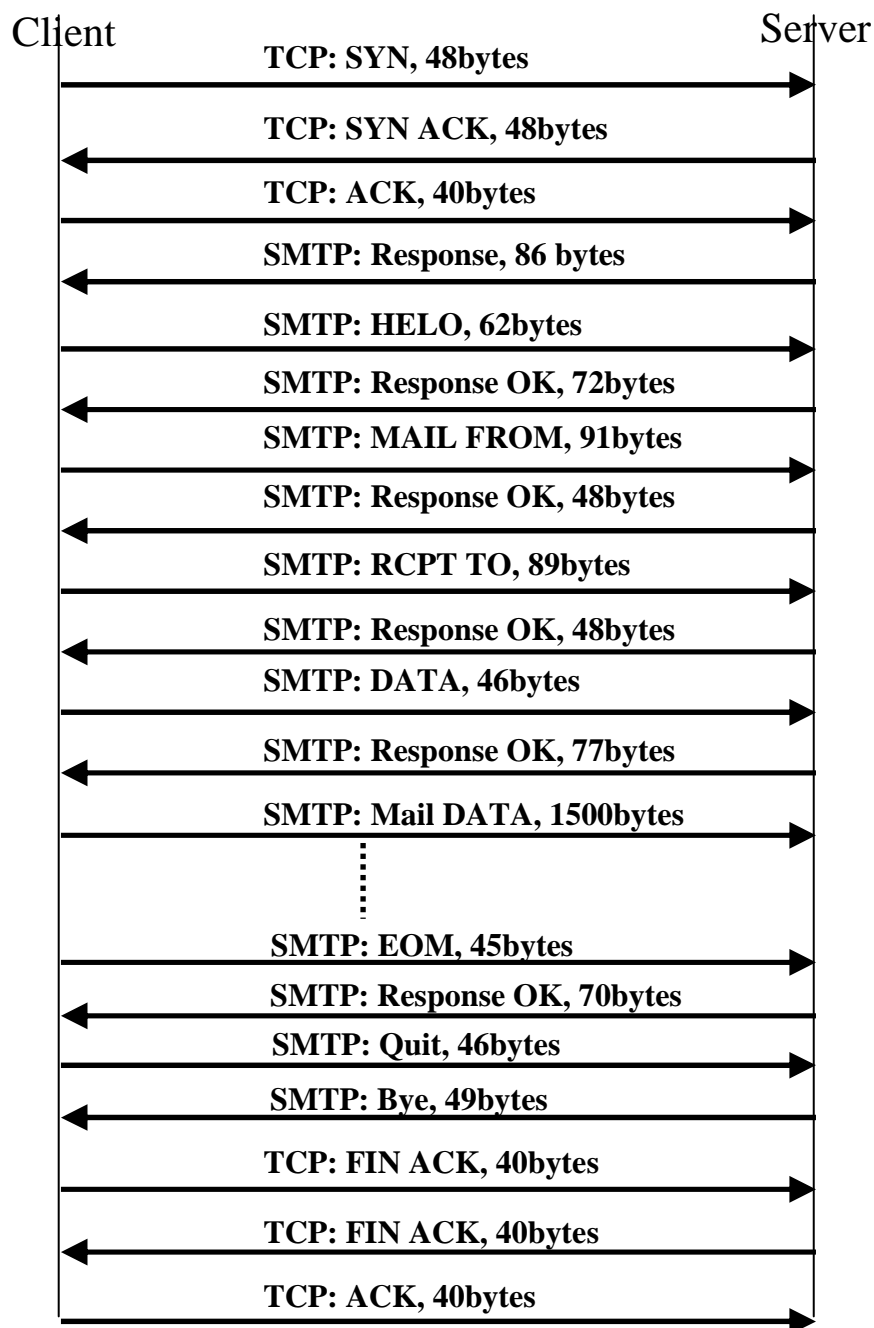 Client
Server
TCP: SYN, 48bytes
TCP: SYN ACK, 48bytes
TCP: ACK, 40bytes
SMTP: Response, 86 bytes
SMTP: HELO, 62bytes
SMTP: Response OK, 72bytes
SMTP: MAIL FROM, 91bytes
SMTP: Response OK, 48bytes
SMTP: RCPT TO, 89bytes
SMTP: Response OK, 48bytes
SMTP: DATA, 46bytes
SMTP: Response OK, 77bytes
SMTP: Mail DATA, 1500bytes
SMTP: EOM, 45bytes
SMTP: Response OK, 70bytes
SMTP: Quit, 46bytes
SMTP: Bye, 49bytes
TCP: FIN ACK, 40bytes
TCP: FIN ACK, 40bytes
TCP: ACK, 40bytes